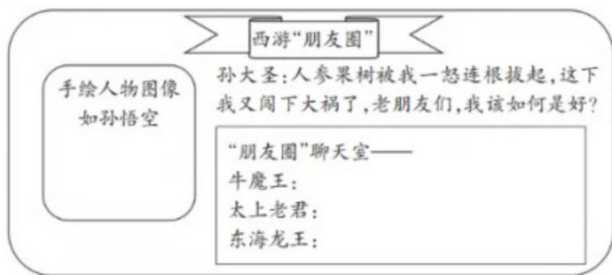 西游“朋友圈”
手绘人物图像
如孙悟空
孙大圣:人参果树被我一怒连根拔起,这下
我又闯下大祸了,老朋友们,我该如何是好?
“朋友圈”聊天室——
牛魔王:
太上老君:
东海龙王: